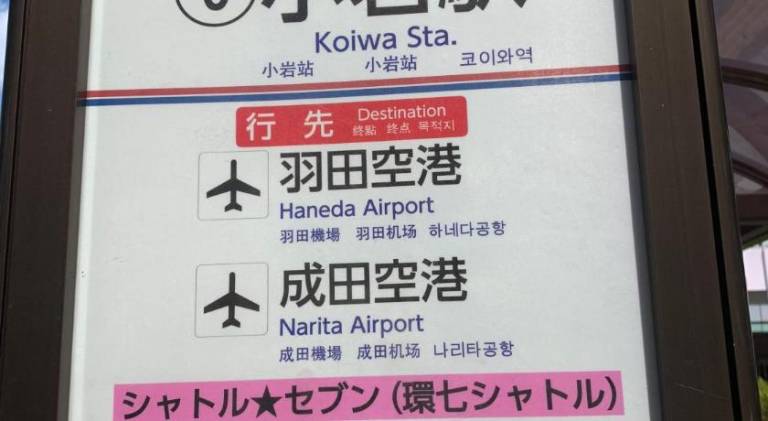 小岩駅
Koiwa Sta.
小岩站 小岩站 코이와역
行先 Destination
終點 终点 목적지
羽田空港
Haneda Airport
羽田機場 羽田机场 하네다공항
成田空港
Narita Airport
成田機場 成田机场 나리타공항
シャトル★セブン(環七シャトル)